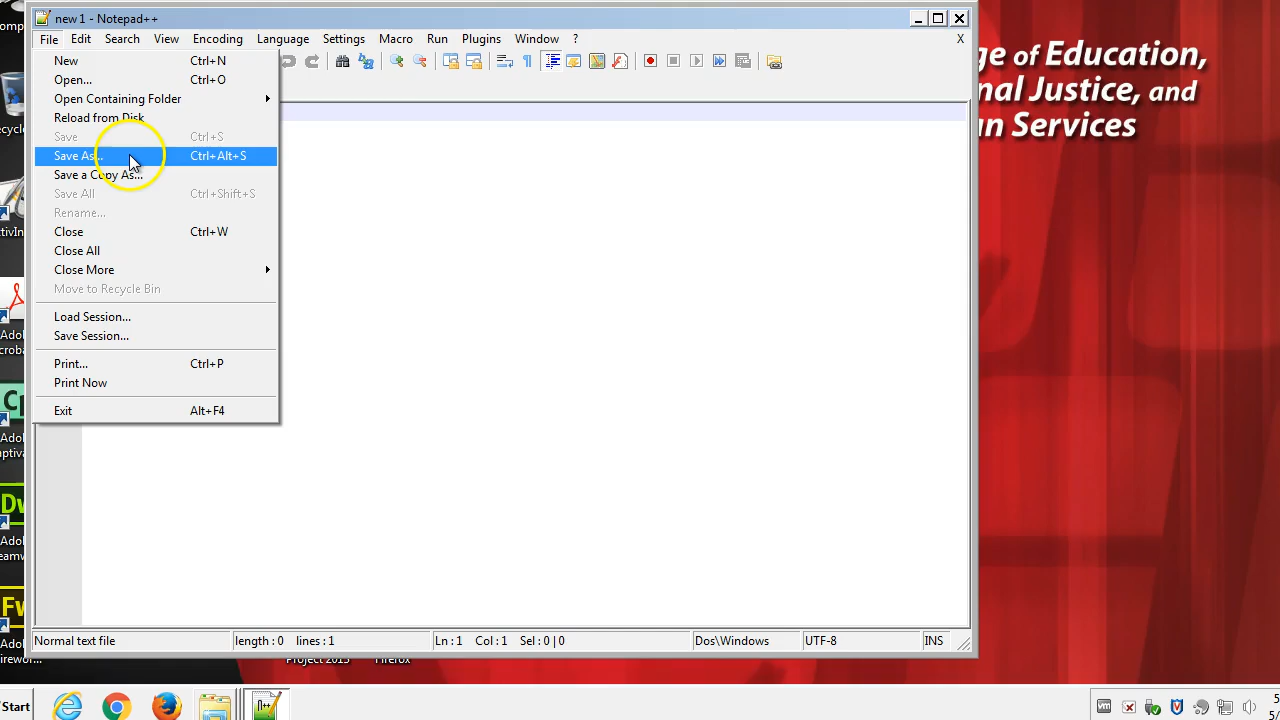 new 1 - Notepad++
File Edit Search View Encoding Language Settings Macro Run Plugins Window ? X
New Ctrl+N
Open... Ctrl+O
Open Containing Folder
Reload from Disk
Save Ctrl+S
Save As... Ctrl+Alt+S
Save a Copy As...
Save All Ctrl+Shift+S
Rename...
Close Ctrl+W
Close All
Close More
Move to Recycle Bin
Load Session...
Save Session...
Print... Ctrl+P
Print Now
Exit Alt+F4
Normal text file length : 0 lines : 1 Ln : 1 Col : 1 Sel : 0 | 0 Dos\Windows UTF-8 INS
ge of Education,
nal Justice, and
n Services
Project 2013 Firefox
Start